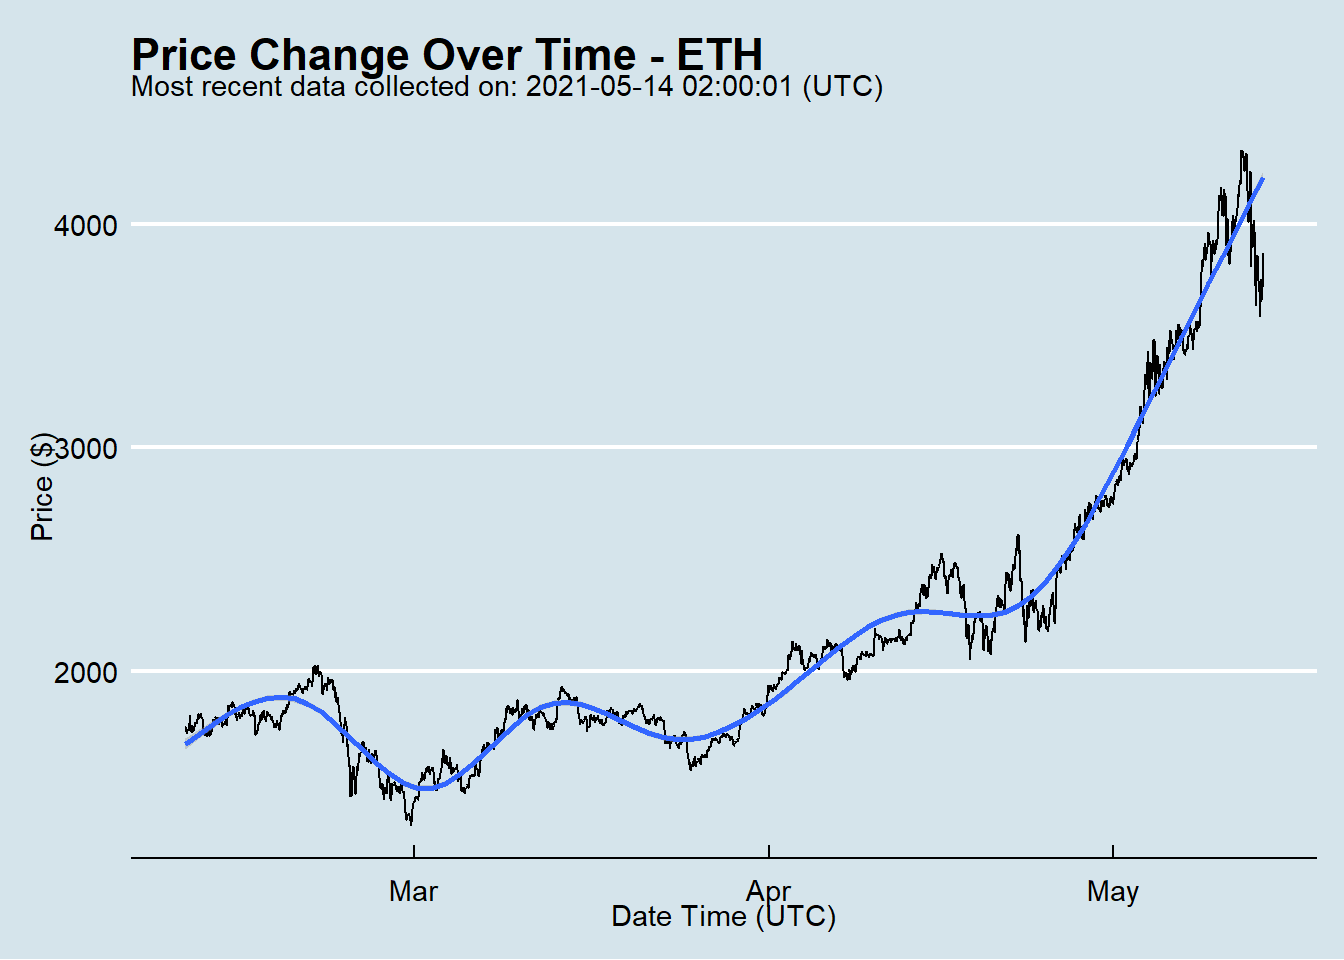 Price Change Over Time - ETH
Most recent data collected on: 2021-05-14 02:00:01 (UTC)
4000
3000
2000
Price ($)
Mar
Apr
May
Date Time (UTC)